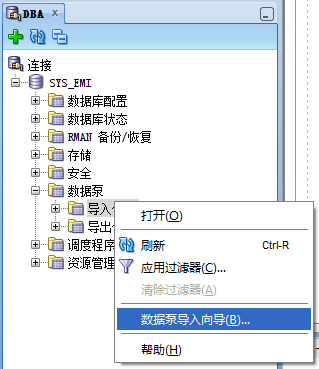 DBA
连接
SYS_EMI
数据库配置
数据库状态
RMAN 备份/恢复
存储
安全
数据泵
导入
导出
调度程序
资源管理
打开(O)
刷新 Ctrl-R
应用过滤器(C)...
清除过滤器(A)
数据泵导入向导(B)...
帮助(H)